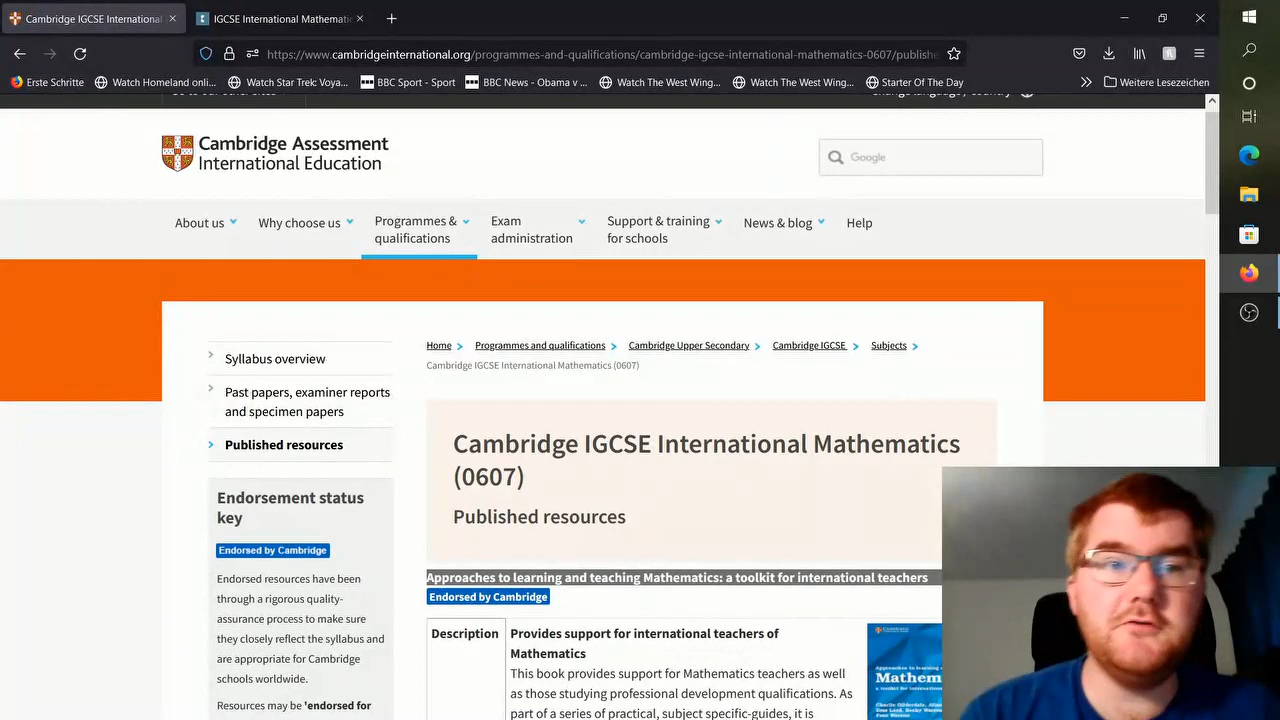 Cambridge IGCSE International
IGCSE International Mathematic
https://www.cambridgeinternational.org/programmes-and-qualifications/cambridge-igcse-international-mathematics-0607/publishe
Erste Schritte
Watch Homeland onli...
Watch Star Trek: Voya...
BBC Sport - Sport
BBC News - Obama v ...
Watch The West Wing...
Watch The West Wing...
Starter Of The Day
Weitere Lesezeichen
Cambridge Assessment
International Education
Google
About us
Why choose us
Programmes &
qualifications
Exam
administration
Support & training
for schools
News & blog
Help
Syllabus overview
Past papers, examiner reports
and specimen papers
Published resources
Endorsement status
key
Endorsed by Cambridge
Endorsed resources have been
through a rigorous quality-
assurance process to make sure
they closely reflect the syllabus and
are appropriate for Cambridge
schools worldwide.
Resources may be 'endorsed for
Home
Programmes and qualifications
Cambridge Upper Secondary
Cambridge IGCSE
Subjects
Cambridge IGCSE International Mathematics (0607)
Cambridge IGCSE International Mathematics
(0607)
Published resources
Approaches to learning and teaching Mathematics: a toolkit for international teachers
Endorsed by Cambridge
Description
Provides support for international teachers of
Mathematics
This book provides support for Mathematics teachers as well
as those studying professional development qualifications. As
part of a series of practical, subject specific-guides, it is
Approaches to learning
Mathem
a toolkit for internationa